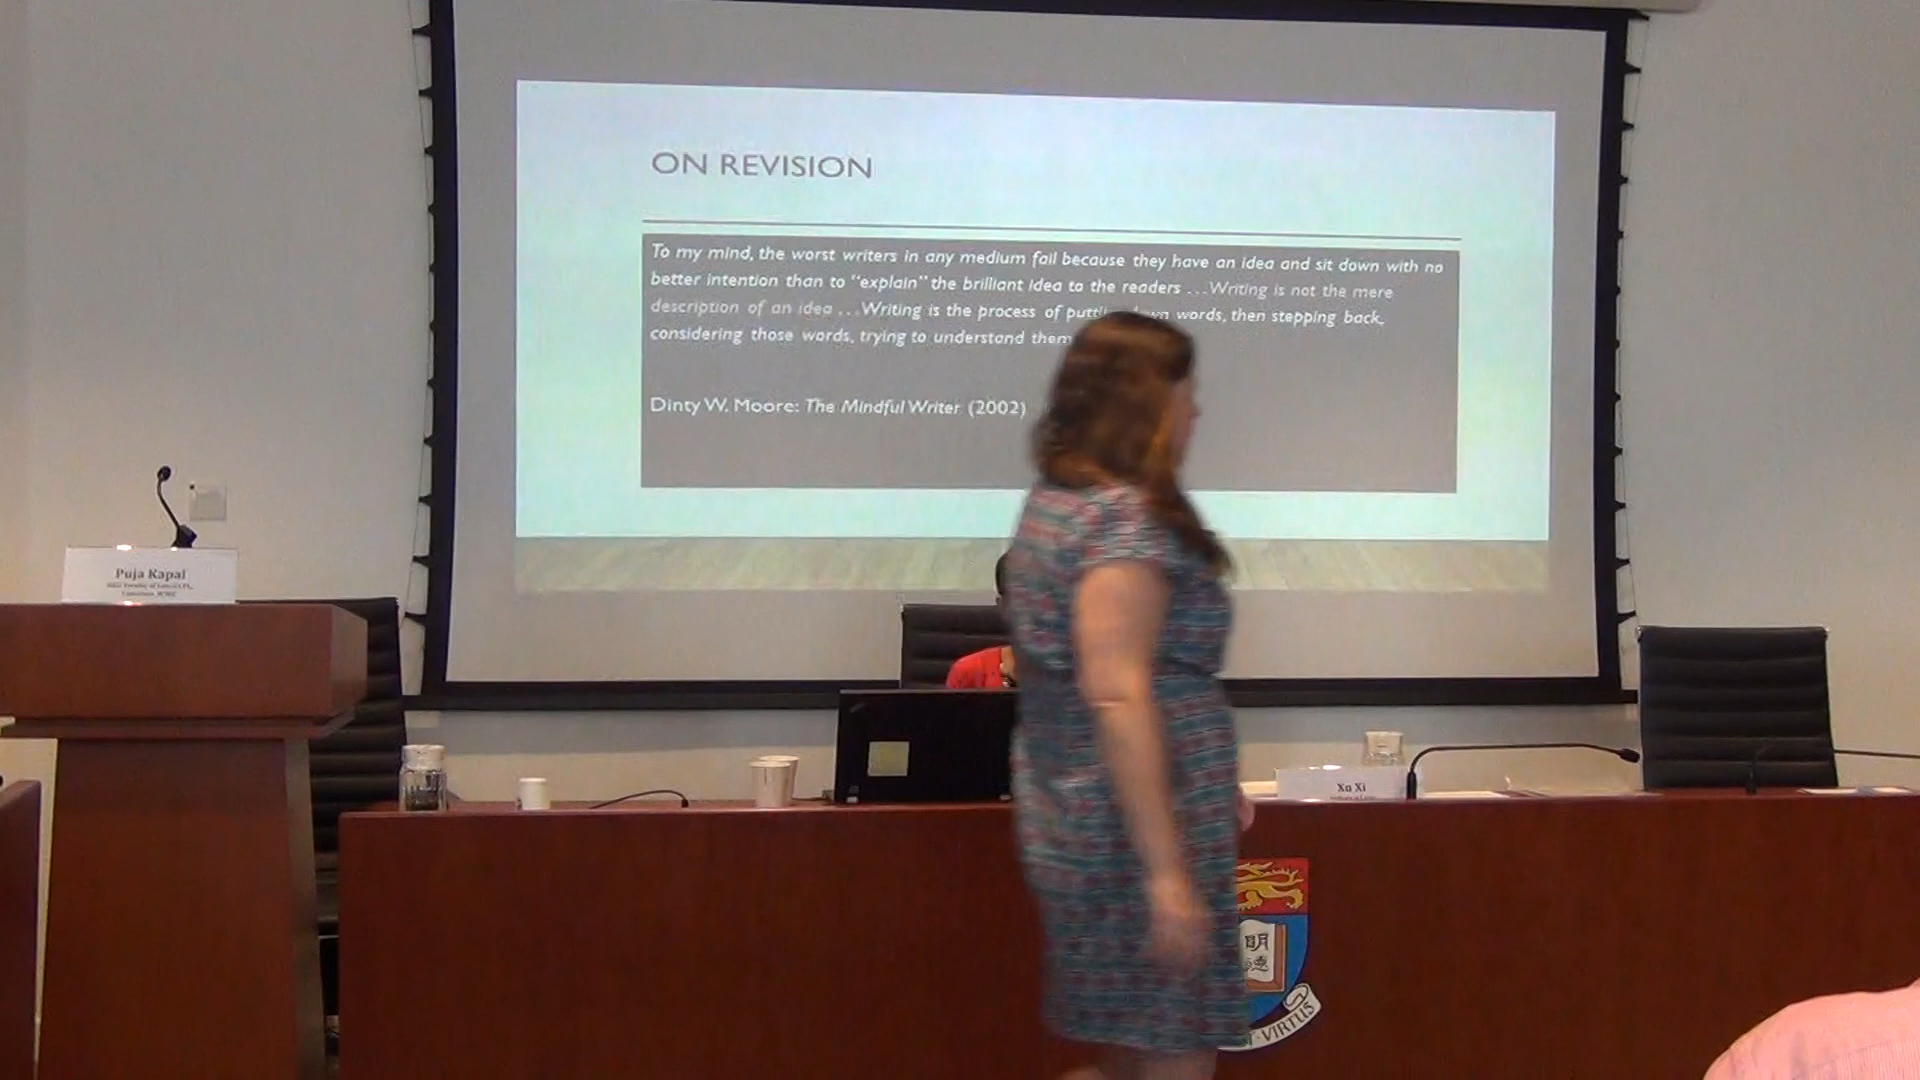 ON REVISION
To my mind, the worst writers in any medium fail because they have an idea and sit down with no
better intention than to “explain” the brilliant idea to the readers …Writing is not the mere
description of an idea …Writing is the process of down words, then stepping back,
considering those words, trying to understand them
Dinty W. Moore: The Mindful Writer (2002)
Puja Kapai
Xu Xi
明
德
VIRTUS